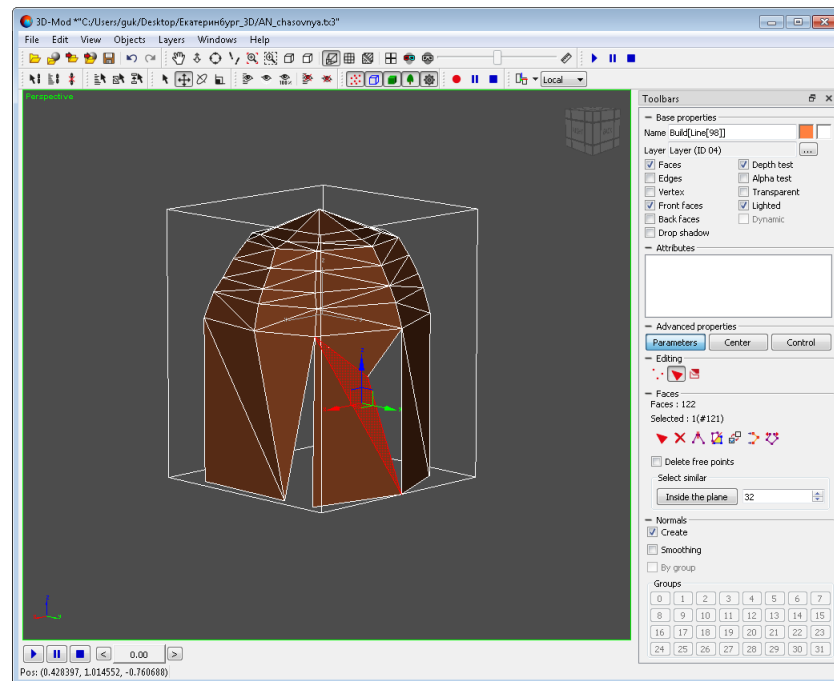 3D-Mod *"C:/Users/guk/Desktop/Екатеринбург_3D/AN_chasovnya.tx3"
File Edit View Objects Layers Windows Help
Local
Perspective
Toolbars
Base properties
Name Build[Line[98]]
Layer Layer (ID 04) ...
Faces Depth test
Edges Alpha test
Vertex Transparent
Front faces Lighted
Back faces Dynamic
Drop shadow
Attributes
Advanced properties
Parameters Center Control
Editing
Faces
Faces : 122
Selected : 1(#121)
Delete free points
Select similar
Inside the plane 32
Normals
Create
Smoothing
By group
Groups
0 1 2 3 4 5 6 7
8 9 10 11 12 13 14 15
16 17 18 19 20 21 22 23
24 25 26 27 28 29 30 31
< 0.00 >
Pos: (0.428397, 1.014552, -0.760688)